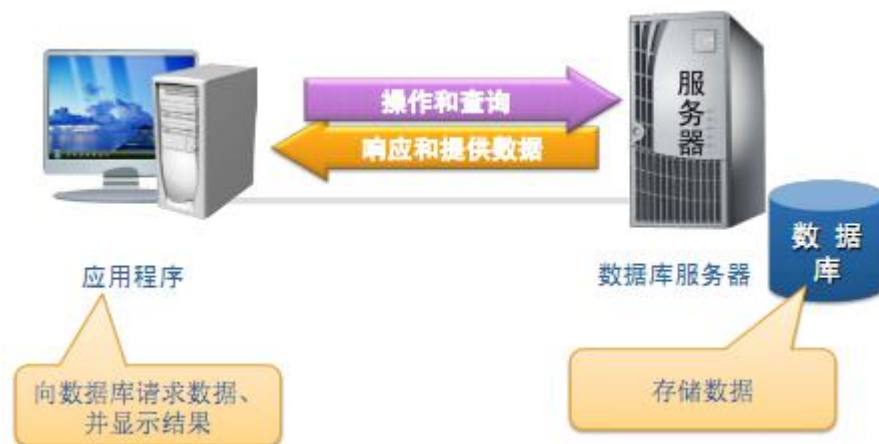 操作和查询
响应和提供数据
服务器
数 据
库
应用程序
数据库服务器
向数据库请求数据、
并显示结果
存储数据